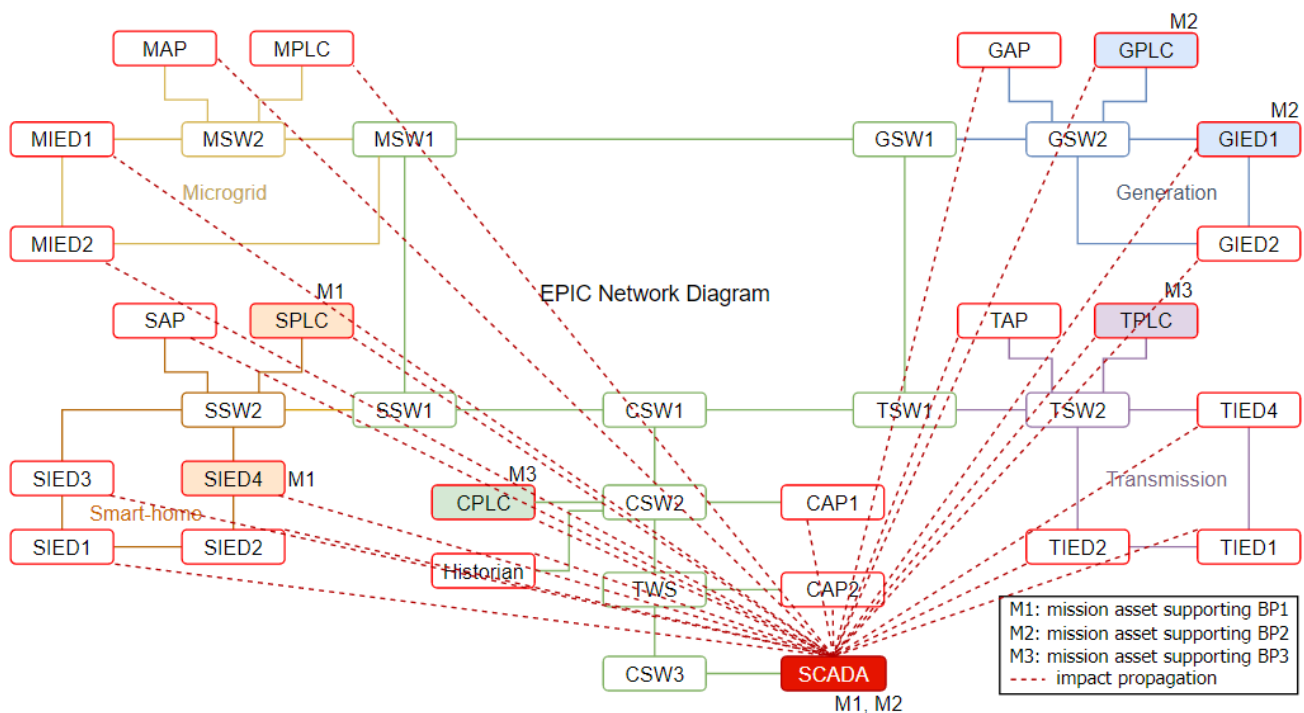 M2
MAP MPLC GAP GPLC
M2
MIED1 MSW2 MSW1 GSW1 GSW2 GIED1
Microgrid Generation
MIED2 GIED2
EPIC Network Diagram
M1 M3
SAP SPLC TAP TPLC
SSW2 SSW1 CSW1 TSW1 TSW2 TIED4
M3
SIED3 SIED4 M1 Transmission
CPLC CSW2 CAP1
Smart-home
SIED1 SIED2 TIED2 TIED1
Historian TWS CAP2
M1: mission asset supporting BP1
M2: mission asset supporting BP2
M3: mission asset supporting BP3
impact propagation
CSW3 SCADA
M1, M2